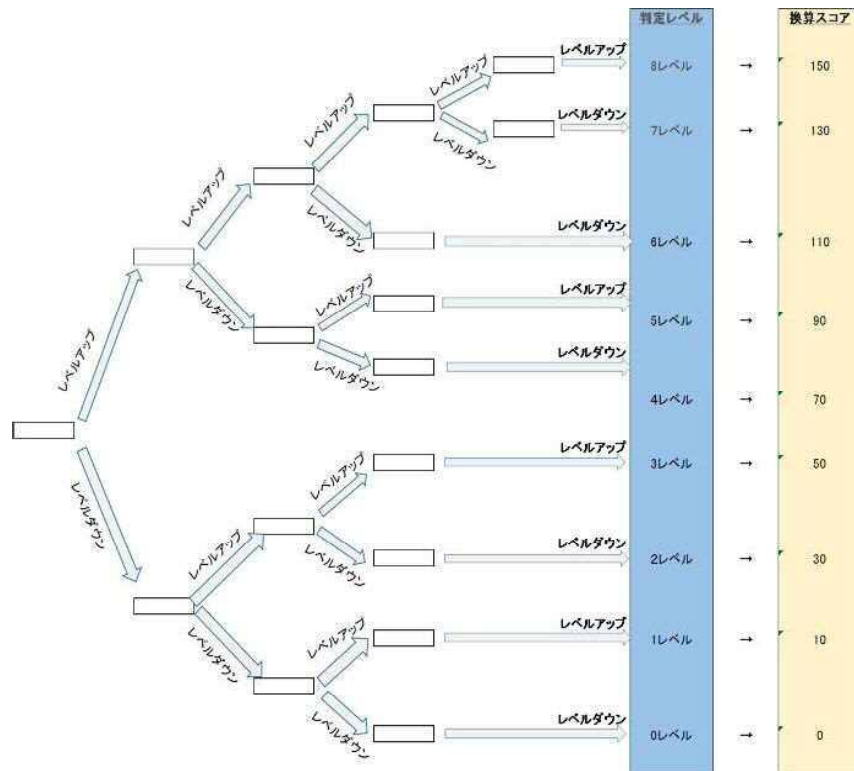 判定レベル
換算スコア
レベルアップ
8レベル
→
150
レベルアップ
レベルダウン
7レベル
→
130
レベルダウン
レベルアップ
レベルダウン
6レベル
→
110
レベルダウン
レベルアップ
レベルアップ
レベルアップ
5レベル
→
90
レベルダウン
レベルダウン
レベルダウン
4レベル
→
70
レベルアップ
レベルダウン
レベルアップ
レベルアップ
3レベル
→
50
レベルアップ
レベルダウン
レベルダウン
2レベル
→
30
レベルアップ
レベルアップ
1レベル
→
10
レベルダウン
レベルダウン
レベルダウン
0レベル
→
0